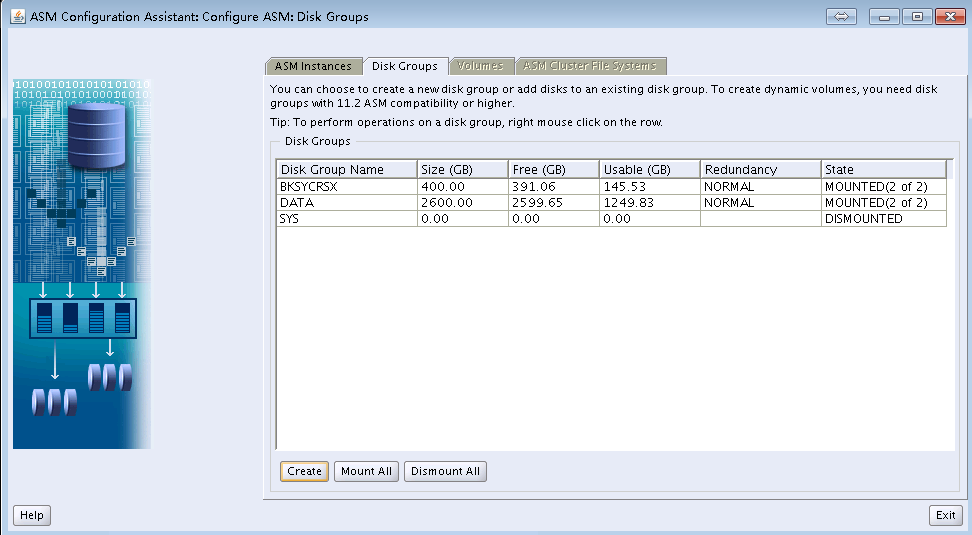 ASM Configuration Assistant: Configure ASM: Disk Groups
ASM Instances Disk Groups Volumes ASM Cluster File Systems
You can choose to create a new disk group or add disks to an existing disk group. To create dynamic volumes, you need disk
groups with 11.2 ASM compatibility or higher.
Tip: To perform operations on a disk group, right mouse click on the row.
Disk Groups
Disk Group Name Size (GB) Free (GB) Usable (GB) Redundancy State
BKSYCRSX 400.00 391.06 145.53 NORMAL MOUNTED(2 of 2)
DATA 2600.00 2599.65 1249.83 NORMAL MOUNTED(2 of 2)
SYS 0.00 0.00 0.00 DISMOUNTED
Create Mount All Dismount All
Help Exit